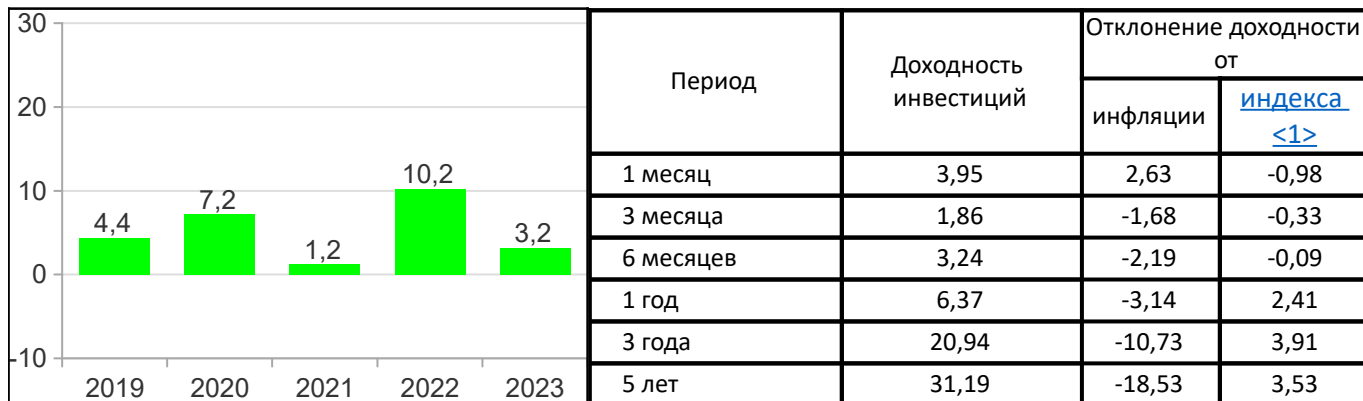 30
20
10
0
-10
4,4
7,2
1,2
10,2
3,2
2019 2020 2021 2022 2023
Период
Доходность
инвестиций
Отклонение доходности
от
инфляции
индекса
<1>
1 месяц 3,95 2,63 -0,98
3 месяца 1,86 -1,68 -0,33
6 месяцев 3,24 -2,19 -0,09
1 год 6,37 -3,14 2,41
3 года 20,94 -10,73 3,91
5 лет 31,19 -18,53 3,53